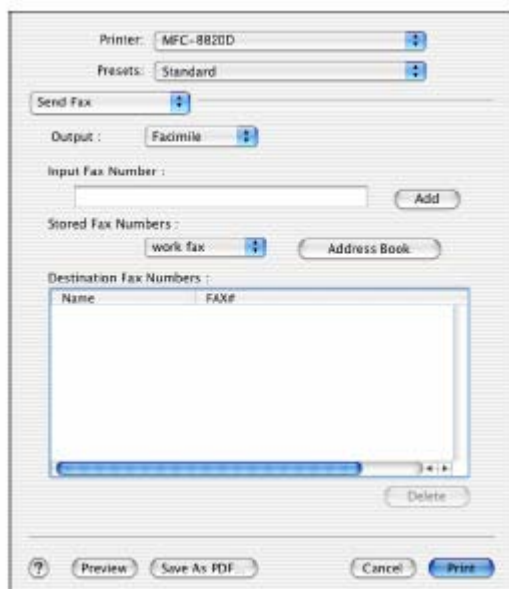 Printer: MFC-8820D
Presets: Standard
Send Fax
Output : Facimile
Input Fax Number :
Add
Stored Fax Numbers :
work fax Address Book
Destination Fax Numbers :
Name FAX#
Delete
? Preview Save As PDF... Cancel Print